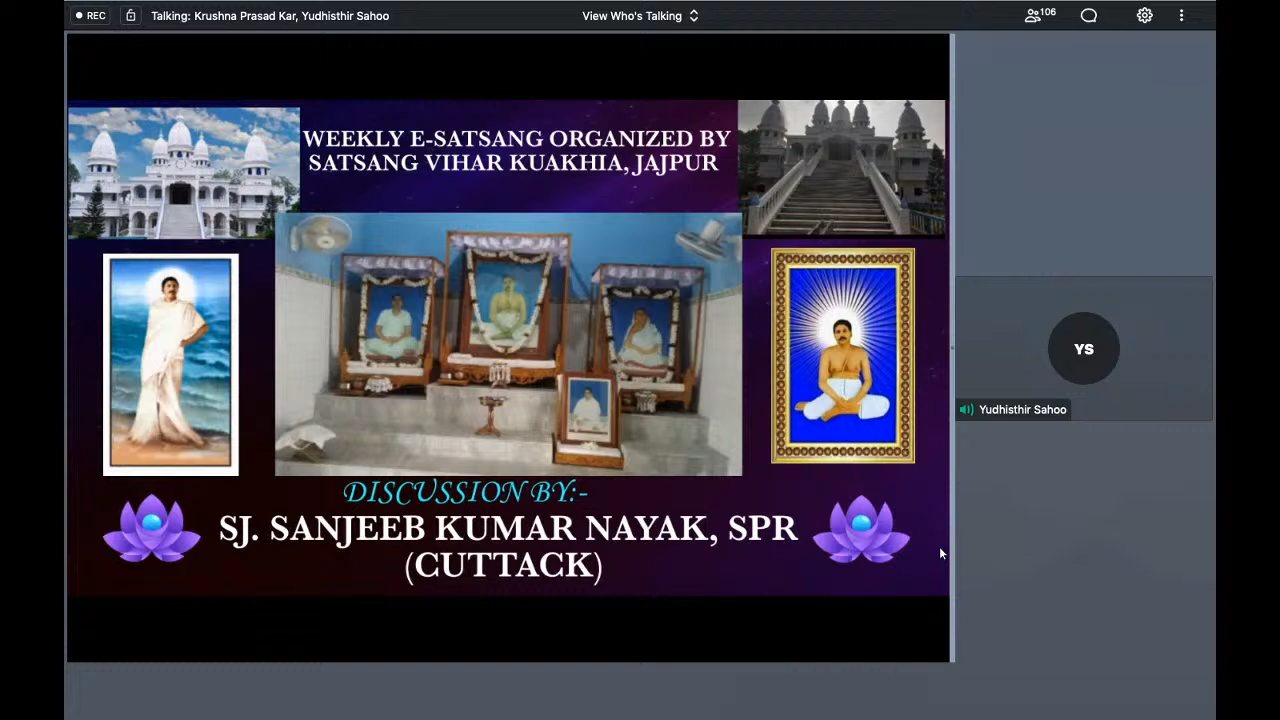 REC
Talking: Krushna Prasad Kar, Yudhisthir Sahoo
View Who's Talking
106
WEEKLY E-SATSANG ORGANIZED BY
SATSANG VIHAR KUAKHIA, JAJPUR
YS
Yudhisthir Sahoo
DISCUSSION BY:-
SJ. SANJEEB KUMAR NAYAK, SPR
(CUTTACK)